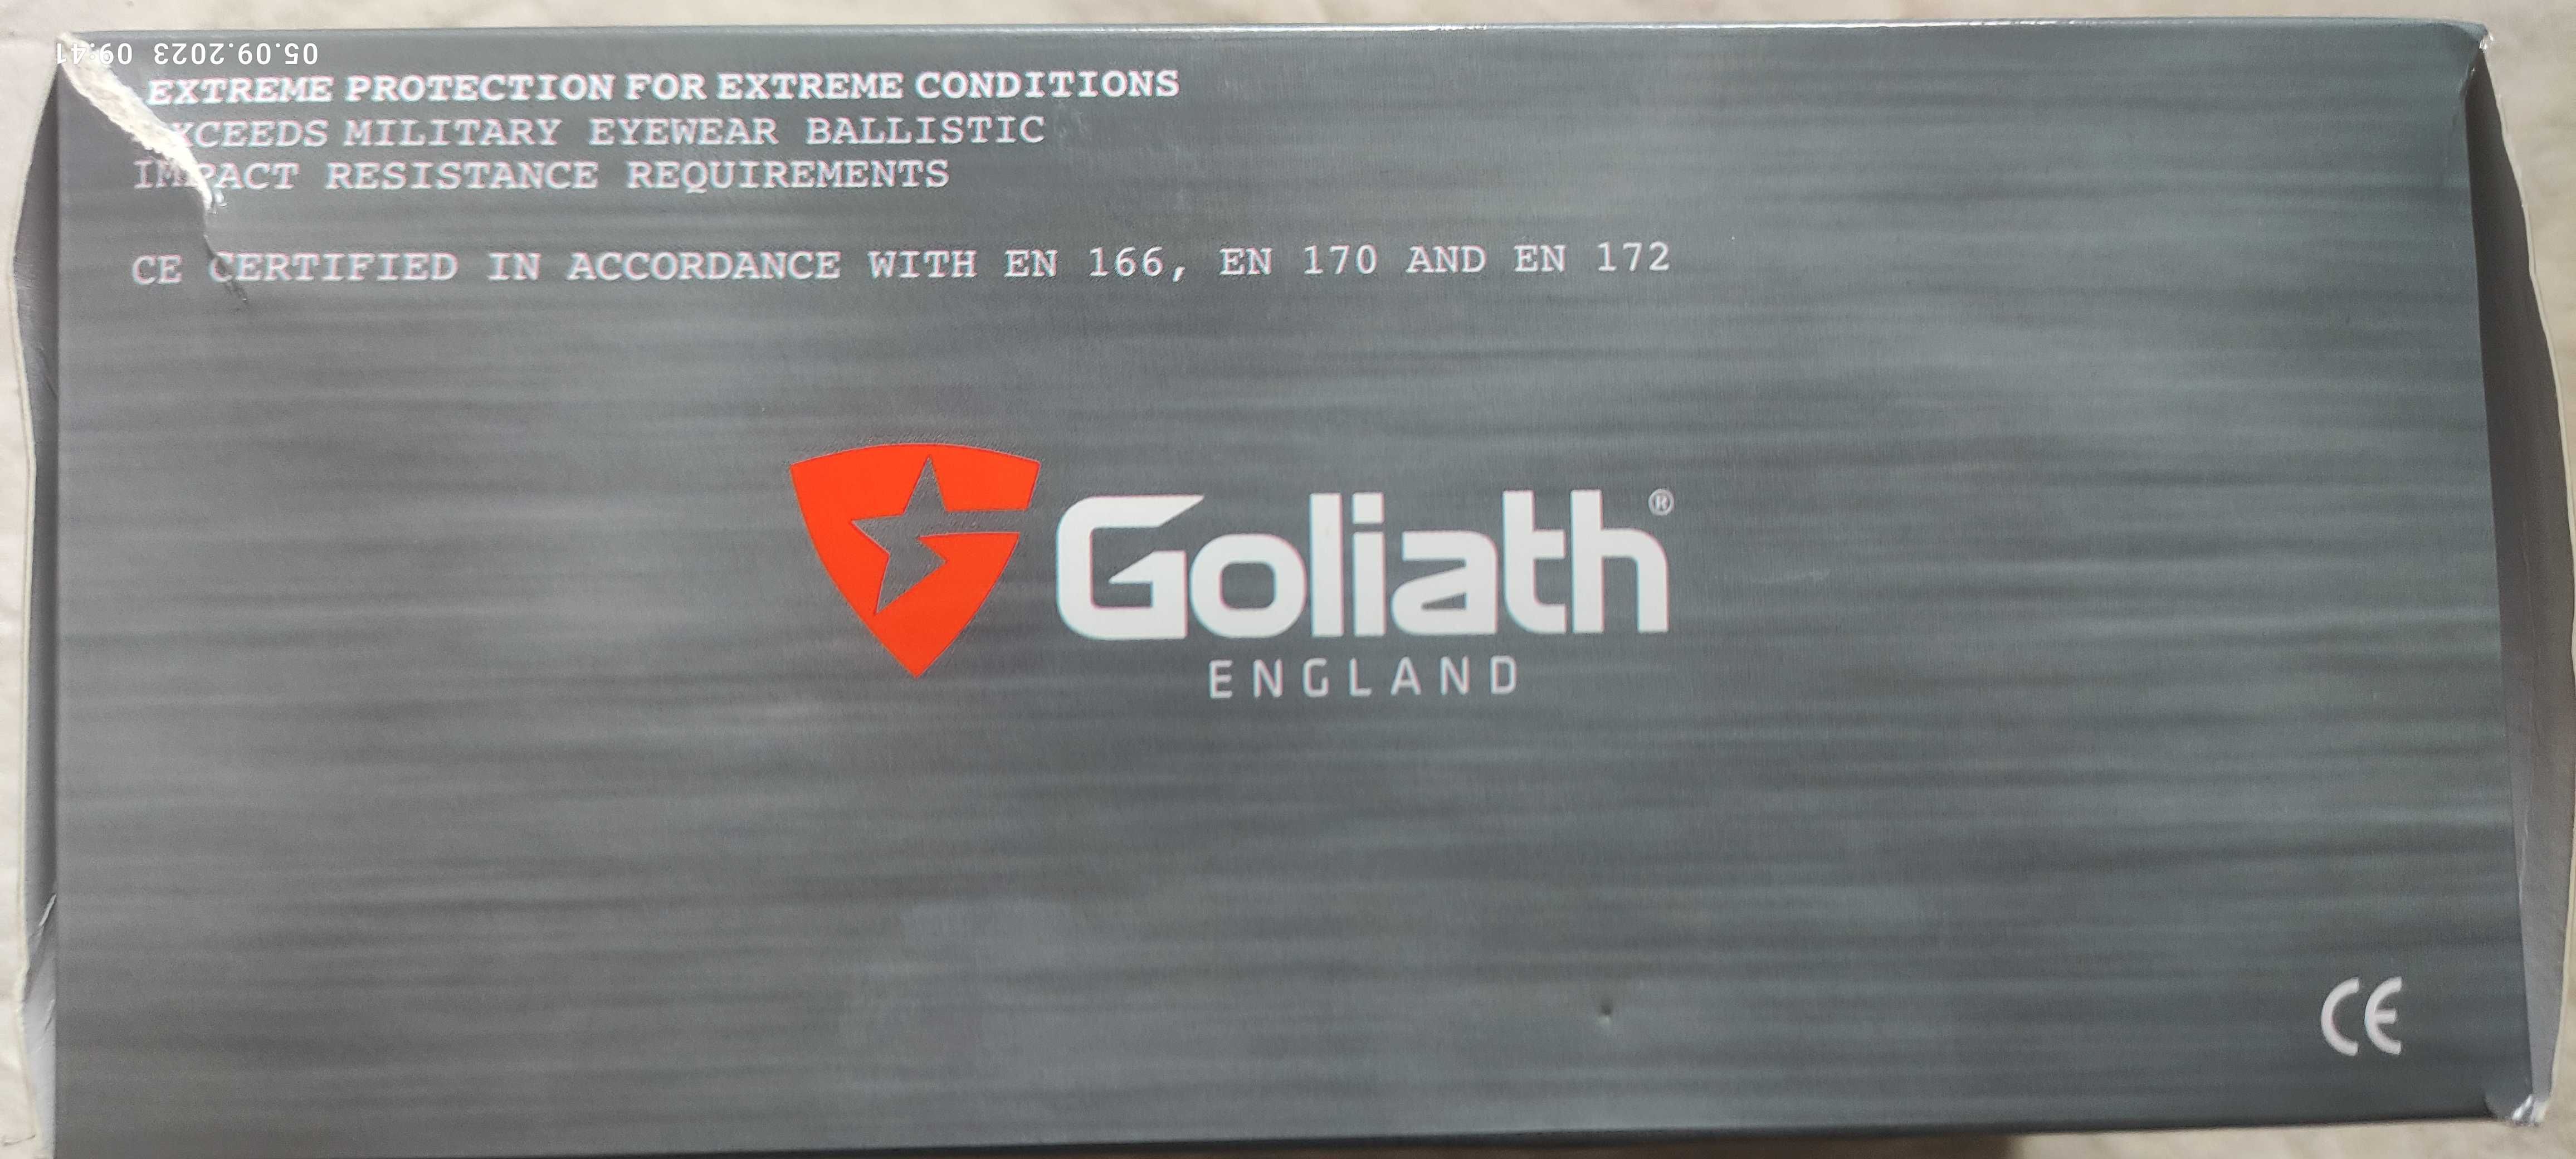 05.09.2023 09:41
EXTREME PROTECTION FOR EXTREME CONDITIONS
EXCEEDS MILITARY EYEWEAR BALLISTIC
IMPACT RESISTANCE REQUIREMENTS
CE CERTIFIED IN ACCORDANCE WITH EN 166, EN 170 AND EN 172
Goliath®
ENGLAND
CE